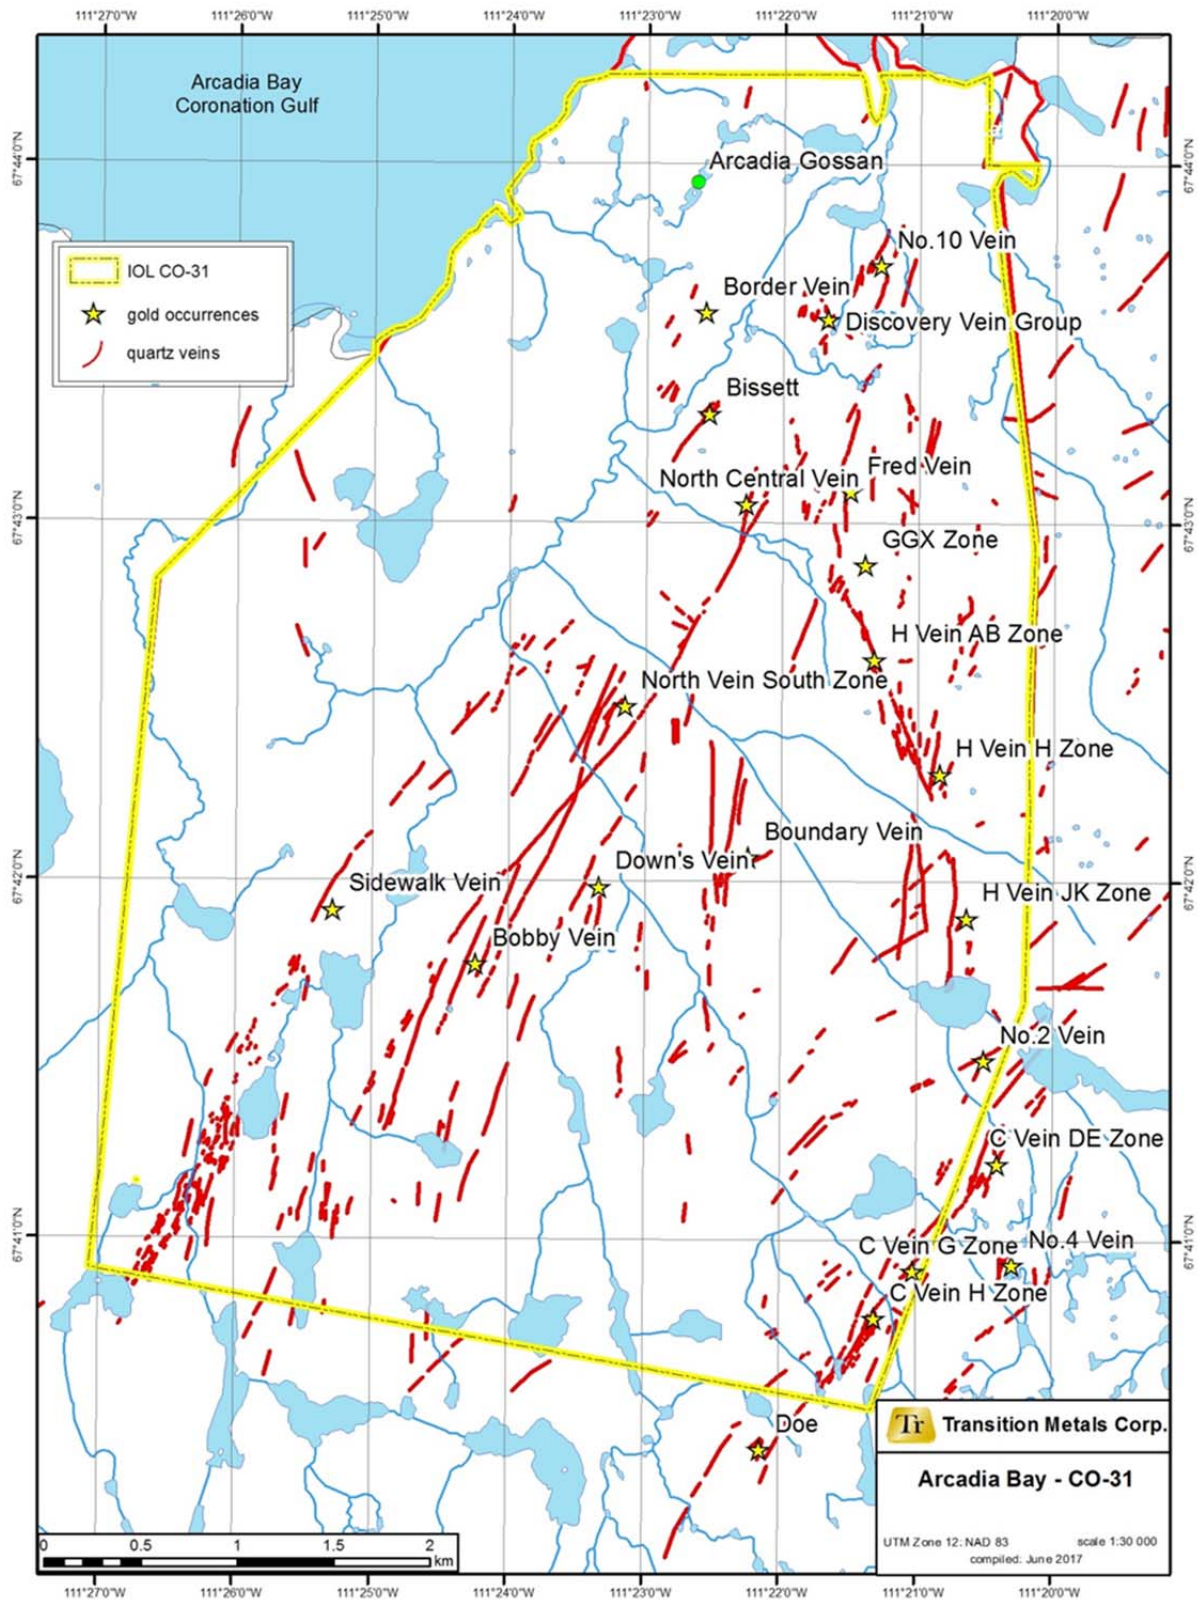 111°27'0"W 111°26'0"W 111°25'0"W 111°24'0"W 111°23'0"W 111°22'0"W 111°21'0"W 111°20'0"W
Arcadia Bay
Coronation Gulf
67°44'0"N
67°44'0"N
Arcadia Gossan
No.10 Vein
IOL CO-31
gold occurrences
quartz veins
Border Vein
Discovery Vein Group
Bissett
Fred Vein
North Central Vein
67°43'0"N
67°43'0"N
GGX Zone
H Vein AB Zone
North Vein South Zone
H Vein H Zone
Boundary Vein
Down's Vein
67°42'0"N
67°42'0"N
Sidewalk Vein
H Vein JK Zone
Bobby Vein
No.2 Vein
C Vein DE Zone
67°41'0"N
67°41'0"N
C Vein G Zone
No.4 Vein
C Vein H Zone
Doe
Tr Transition Metals Corp.
Arcadia Bay - CO-31
UTM Zone 12: NAD 83 scale 1:30 000
compiled: June 2017
0 0.5 1 1.5 2
km
111°27'0"W 111°26'0"W 111°25'0"W 111°24'0"W 111°23'0"W 111°22'0"W 111°21'0"W 111°20'0"W